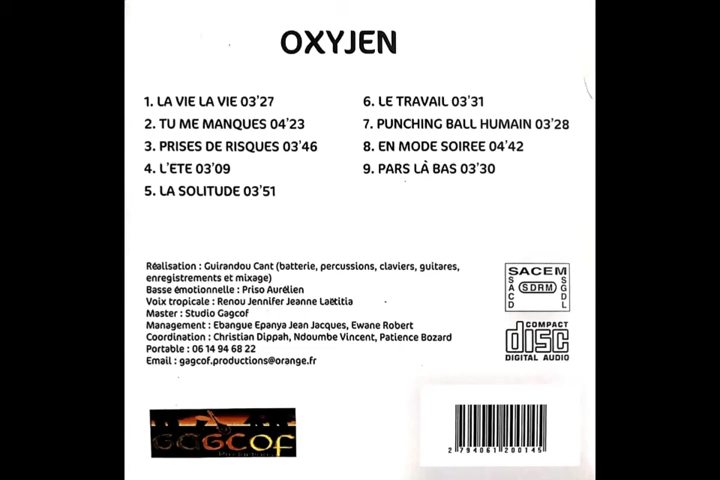 OXYJEN
1. LA VIE LA VIE 03'27
2. TU ME MANQUES 04'23
3. PRISES DE RISQUES 03'46
4. L'ETE 03'09
5. LA SOLITUDE 03'51
6. LE TRAVAIL 03'31
7. PUNCHING BALL HUMAIN 03'28
8. EN MODE SOIREE 04'42
9. PARS LÀ BAS 03'30
Réalisation : Guirandou Cant (batterie, percussions, claviers, guitares,
enregistrements et mixage)
Basse émotionnelle : Priso Aurélien
Voix tropicale : Renou Jennifer Jeanne Laëtitia
Master : Studio Gagcof
Management : Ebangue Epanya Jean Jacques, Ewane Robert
Coordination : Christian Dippah, Ndoumbe Vincent, Patience Bozard
Portable : 06 14 94 68 22
Email : gagcof.productions@orange.fr
SACEM
SACD
SDRM
SGDL
COMPACT
disc
DIGITAL AUDIO
GAGCOF
Productions
2 794061 200145